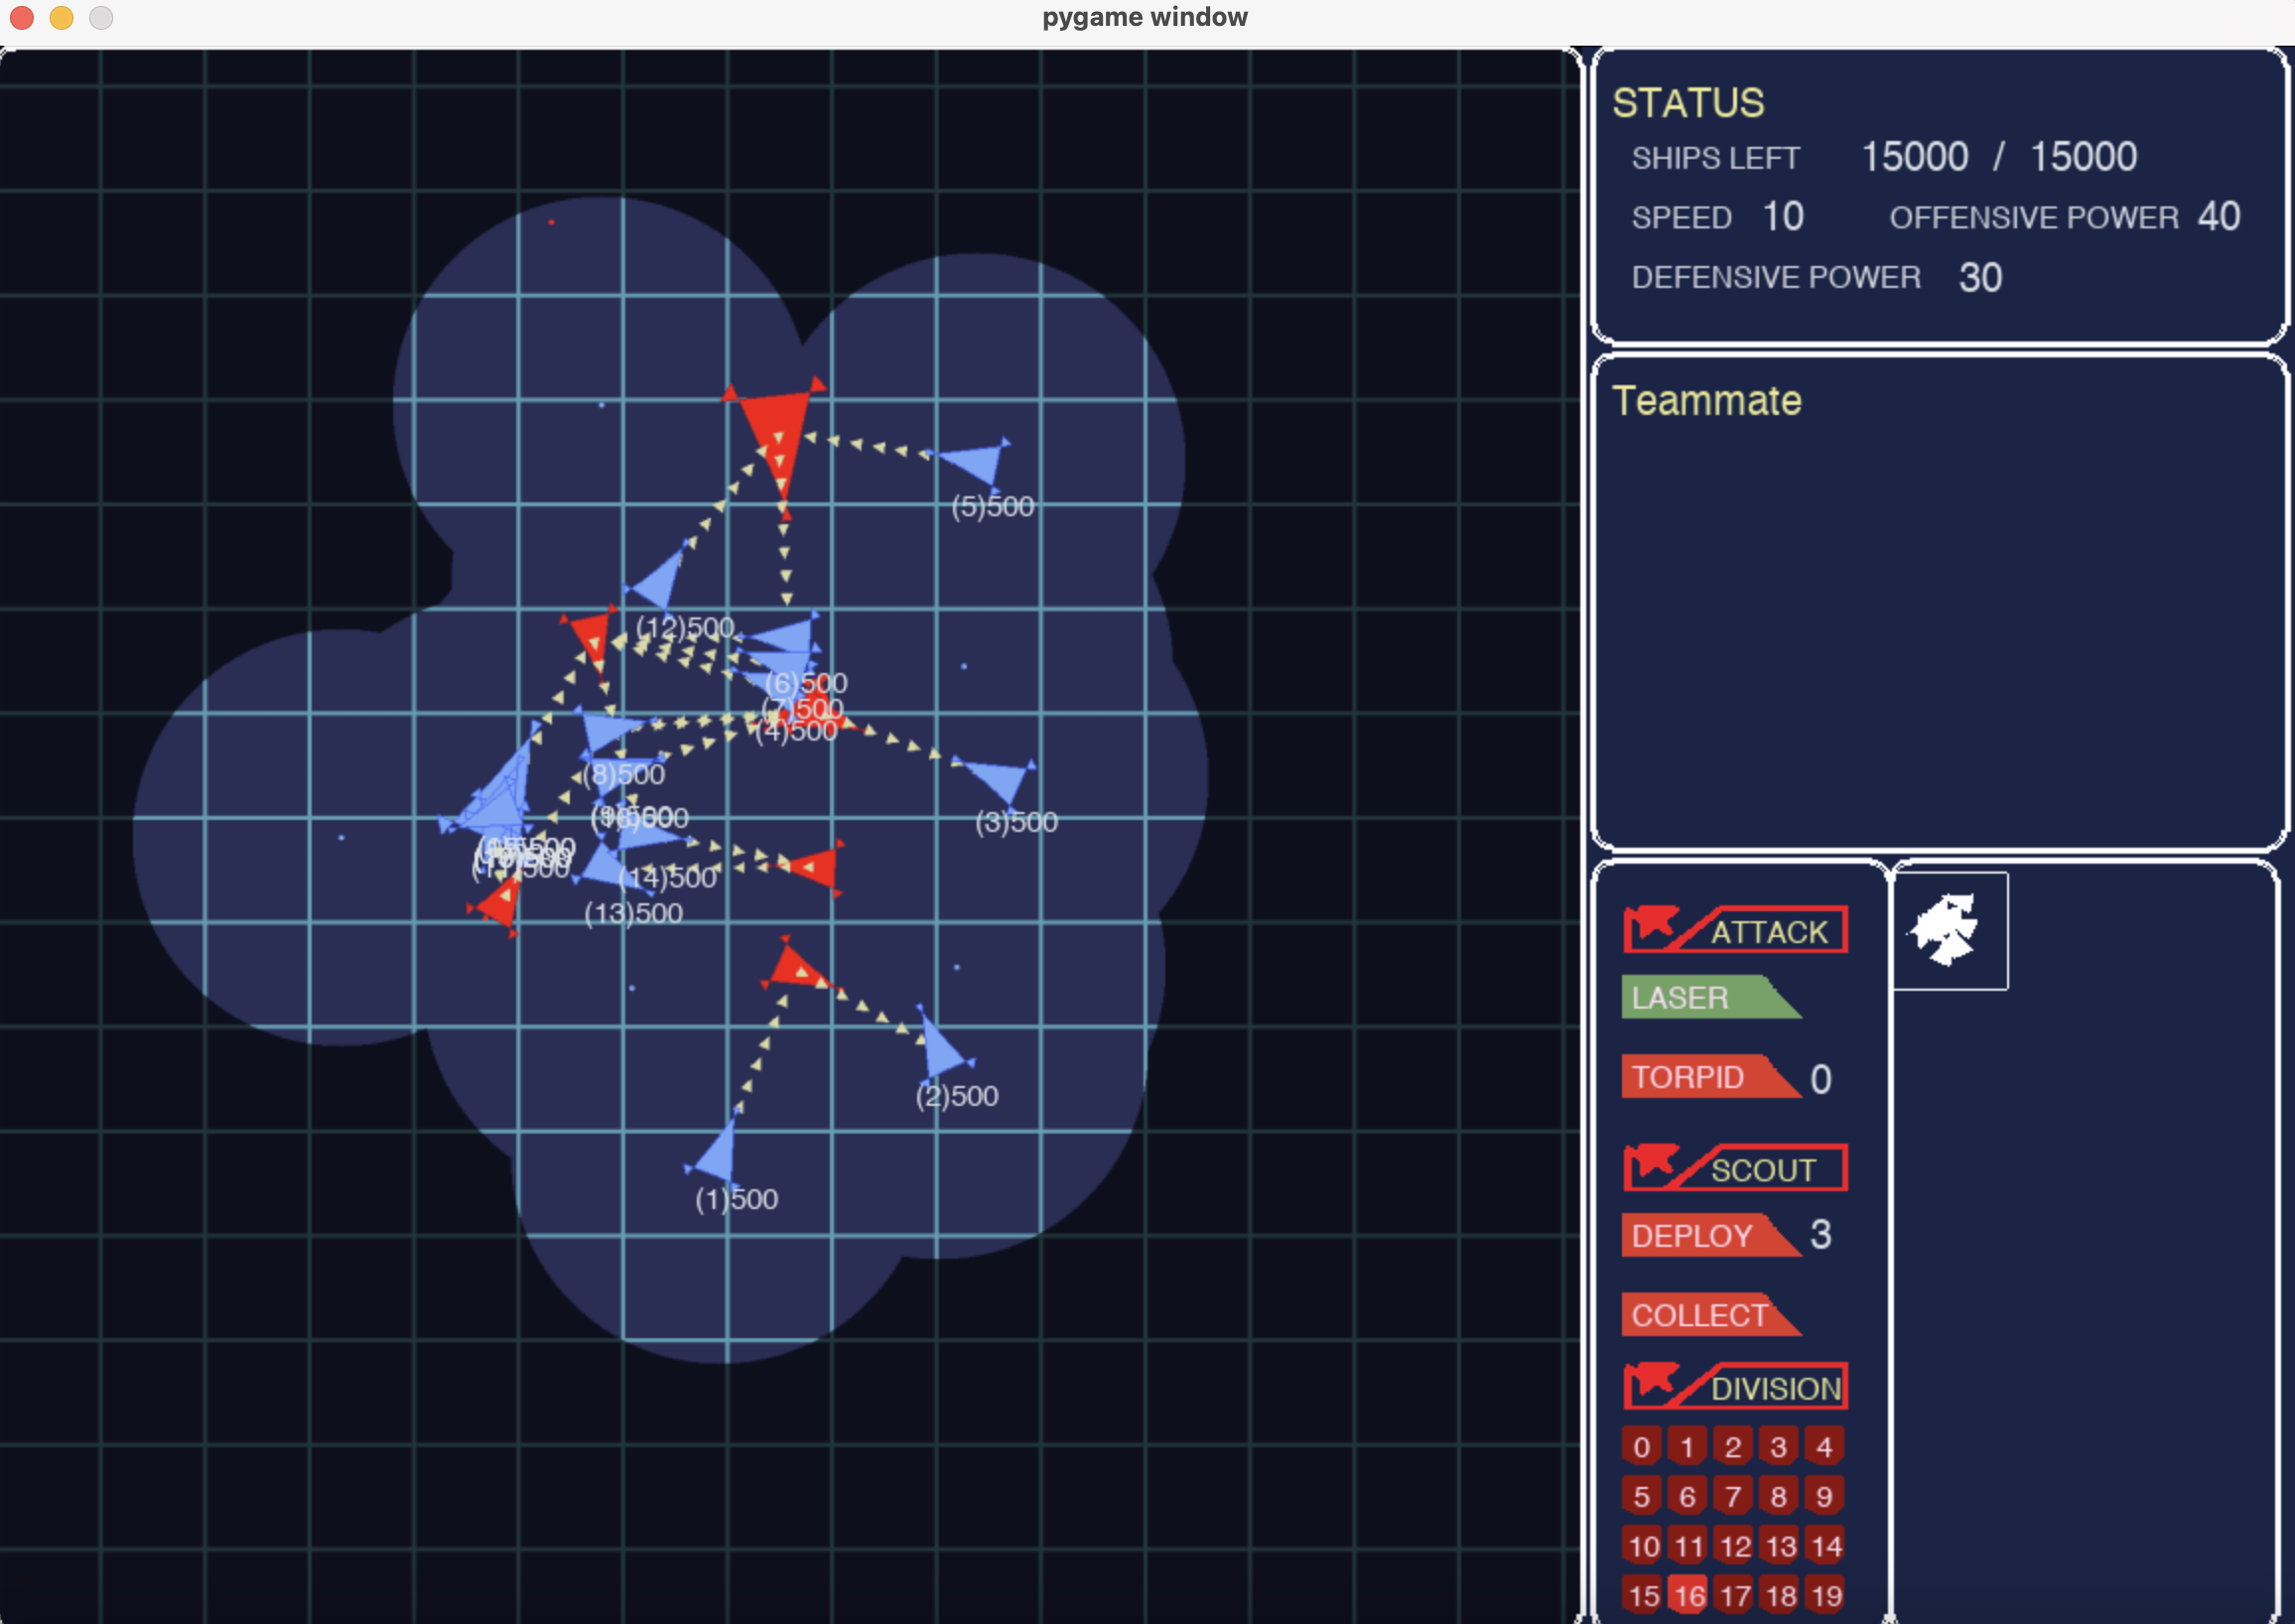 pygame window
STATUS
SHIPS LEFT 15000 / 15000
SPEED 10 OFFENSIVE POWER 40
DEFENSIVE POWER 30
Teammate
(5)500
(12)500
(6)500
(7)500
(4)500
(8)500
(3)500
(14)500
(13)500
(2)500
(1)500
ATTACK
LASER
TORPID 0
SCOUT
DEPLOY 3
COLLECT
DIVISION
0 1 2 3 4
5 6 7 8 9
10 11 12 13 14
15 16 17 18 19